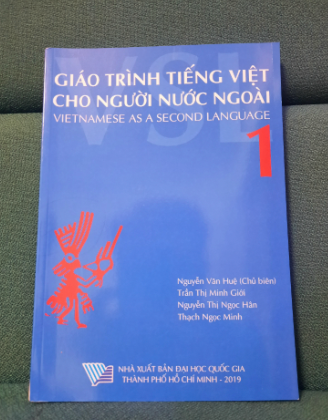 VSL
GIÁO TRÌNH TIẾNG VIỆT
CHO NGƯỜI NƯỚC NGOÀI
VIETNAMESE AS A SECOND LANGUAGE
1
Nguyễn Văn Huệ (Chủ biên)
Trần Thị Minh Giới
Nguyễn Thị Ngọc Hân
Thạch Ngọc Minh
NHÀ XUẤT BẢN ĐẠI HỌC QUỐC GIA
THÀNH PHỐ HỒ CHÍ MINH - 2019